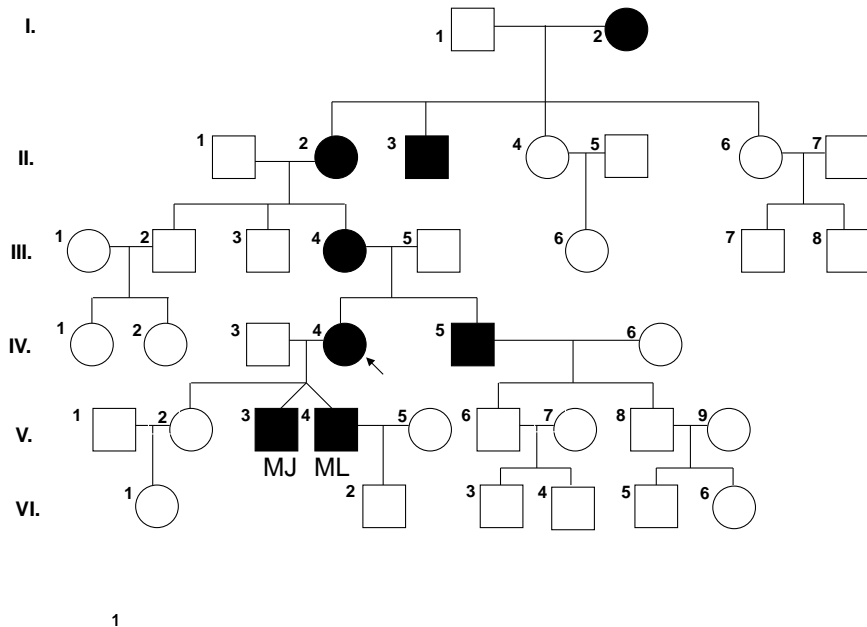 I. 1 2
II. 1 2 3 4 5 6 7
III. 1 2 3 4 5 6 7 8
IV. 1 2 3 4 5 6
V. 1 2 3 4 5 6 7 8 9
MJ ML
VI. 1 2 3 4 5 6
1